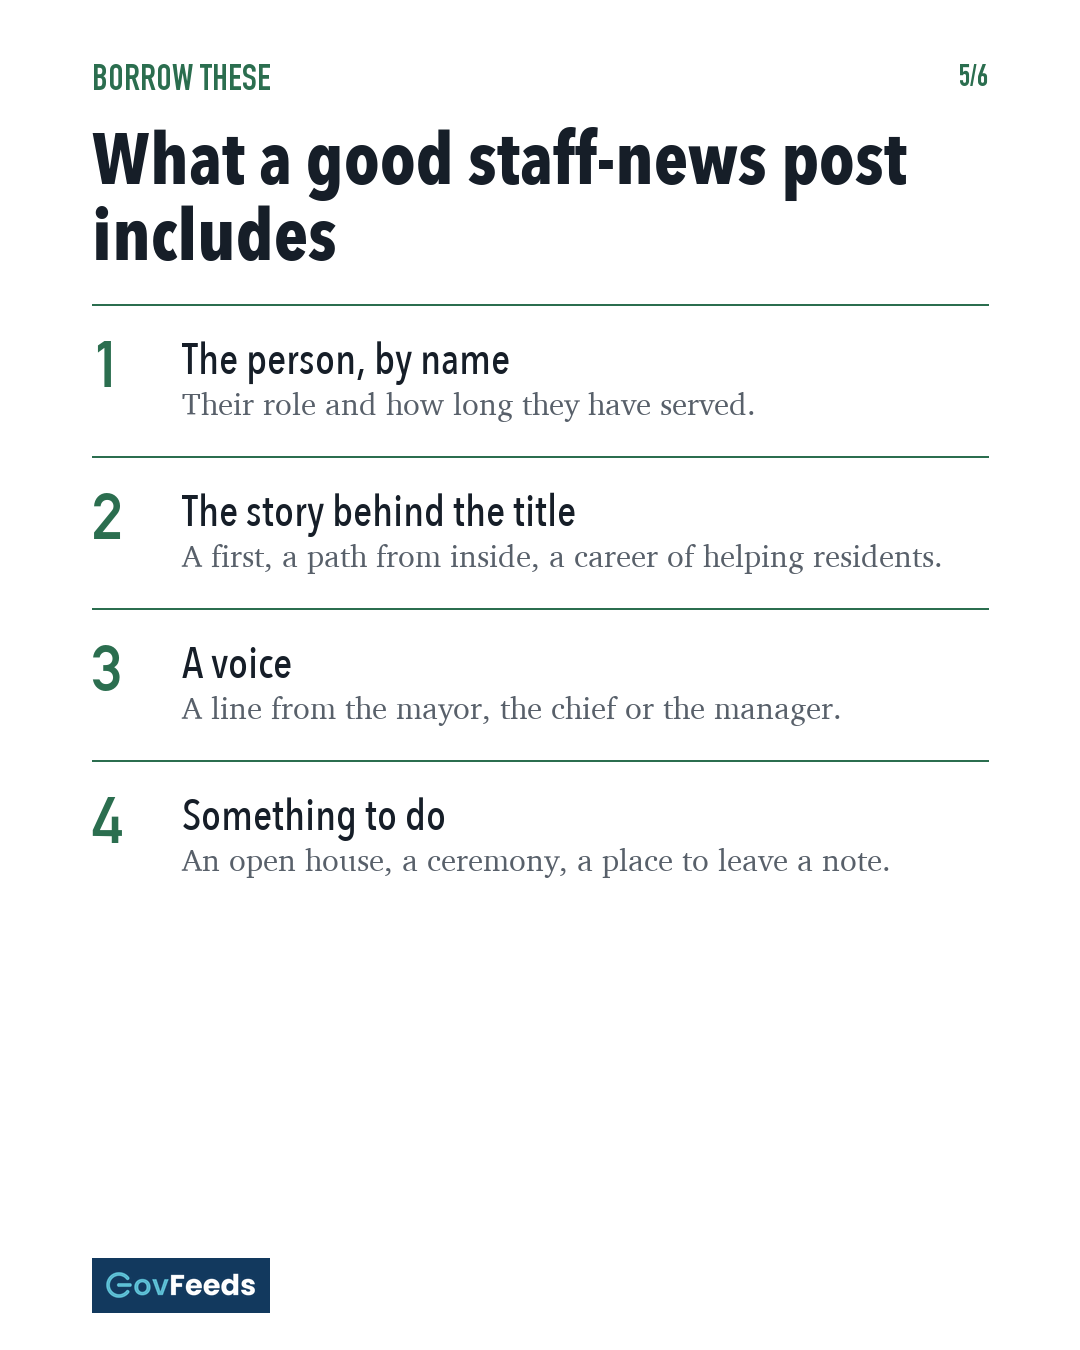 BORROW THESE
5/6
What a good staff-news post
includes
1
The person, by name
Their role and how long they have served.
2
The story behind the title
A first, a path from inside, a career of helping residents.
3
A voice
A line from the mayor, the chief or the manager.
4
Something to do
An open house, a ceremony, a place to leave a note.
GovFeeds